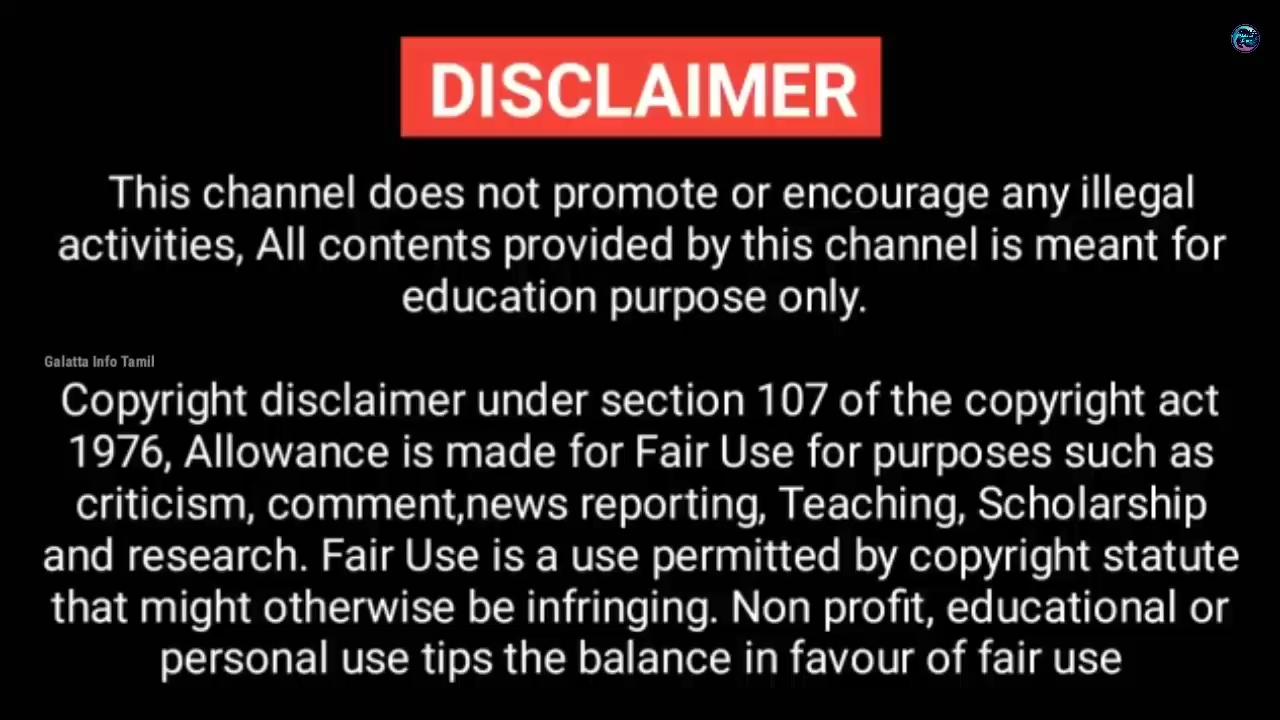 DISCLAIMER
This channel does not promote or encourage any illegal
activities, All contents provided by this channel is meant for
education purpose only.
Galatta Info Tamil
Copyright disclaimer under section 107 of the copyright act
1976, Allowance is made for Fair Use for purposes such as
criticism, comment,news reporting, Teaching, Scholarship
and research. Fair Use is a use permitted by copyright statute
that might otherwise be infringing. Non profit, educational or
personal use tips the balance in favour of fair use